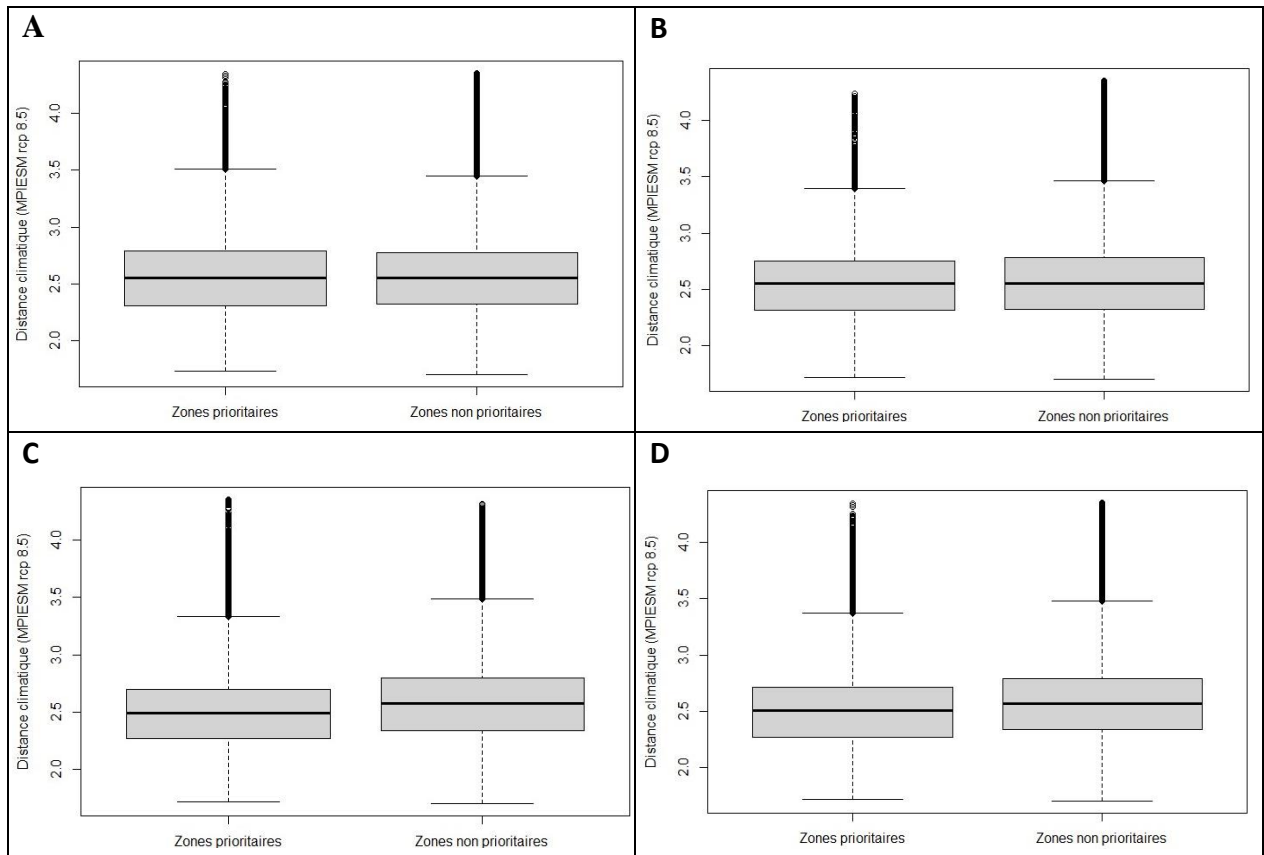 A
Distance climatique (MPIESM rcp 8.5)
4.0
3.5
3.0
2.5
2.0
Zones prioritaires
Zones non prioritaires
B
Distance climatique (MPIESM rcp 8.5)
4.0
3.5
3.0
2.5
2.0
Zones prioritaires
Zones non prioritaires
C
Distance climatique (MPIESM rcp 8.5)
4.0
3.5
3.0
2.5
2.0
Zones prioritaires
Zones non prioritaires
D
Distance climatique (MPIESM rcp 8.5)
4.0
3.5
3.0
2.5
2.0
Zones prioritaires
Zones non prioritaires